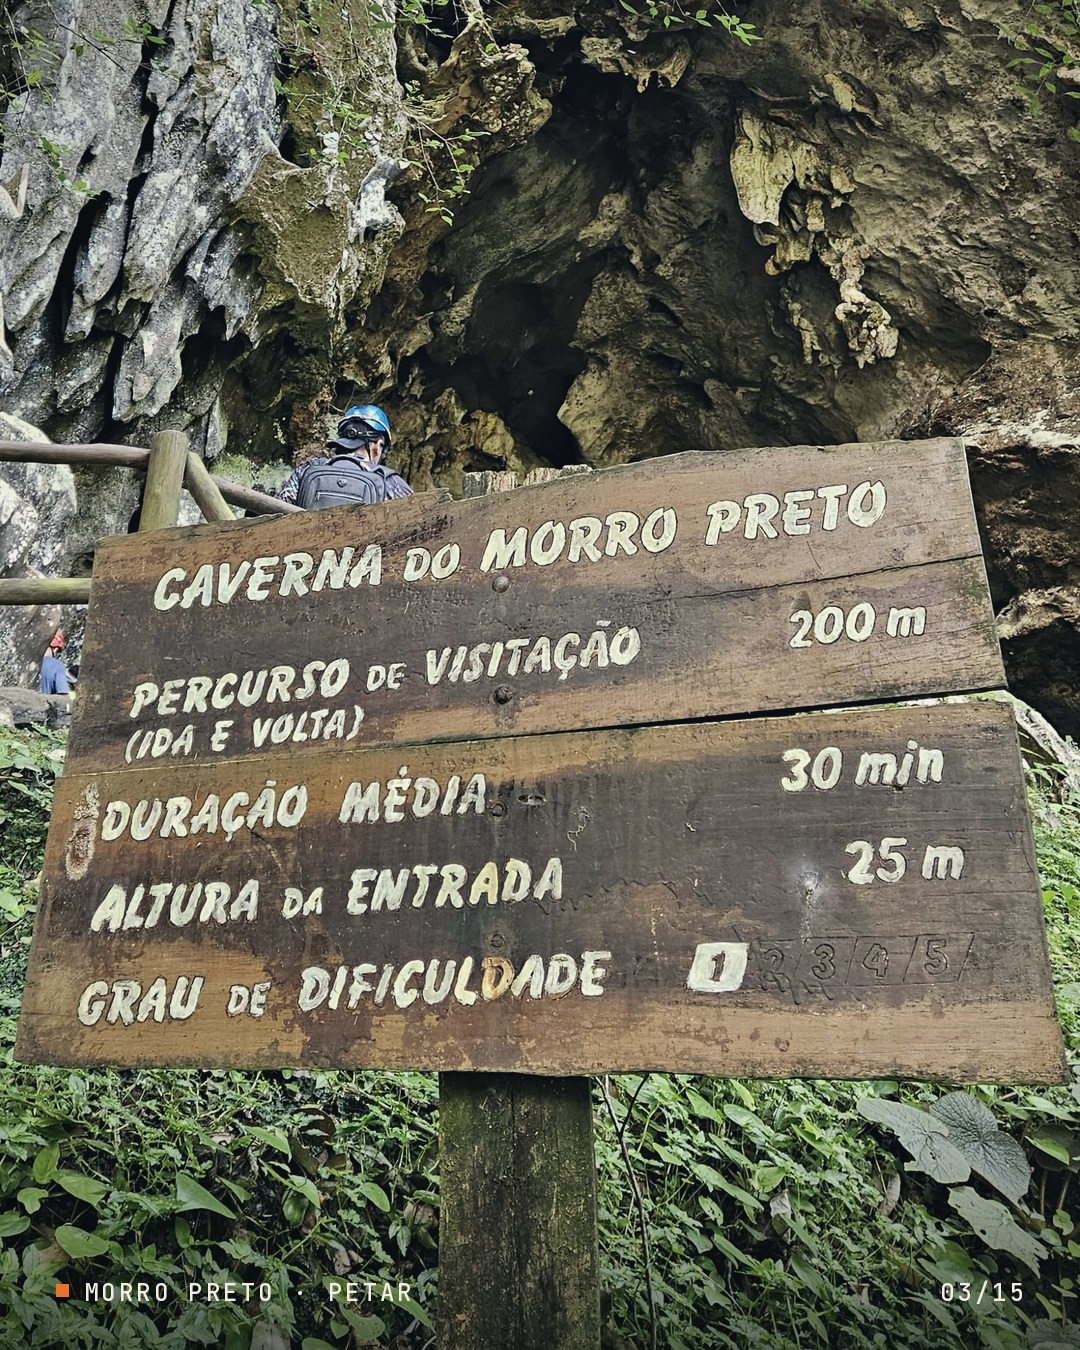 CAVERNA DO MORRO PRETO
PERCURSO DE VISITAÇÃO 200 m
(IDA E VOLTA)
DURAÇÃO MÉDIA 30 min
ALTURA DA ENTRADA 25 m
GRAU DE DIFICULDADE 1 2 3 4 5
MORRO PRETO · PETAR 03/15